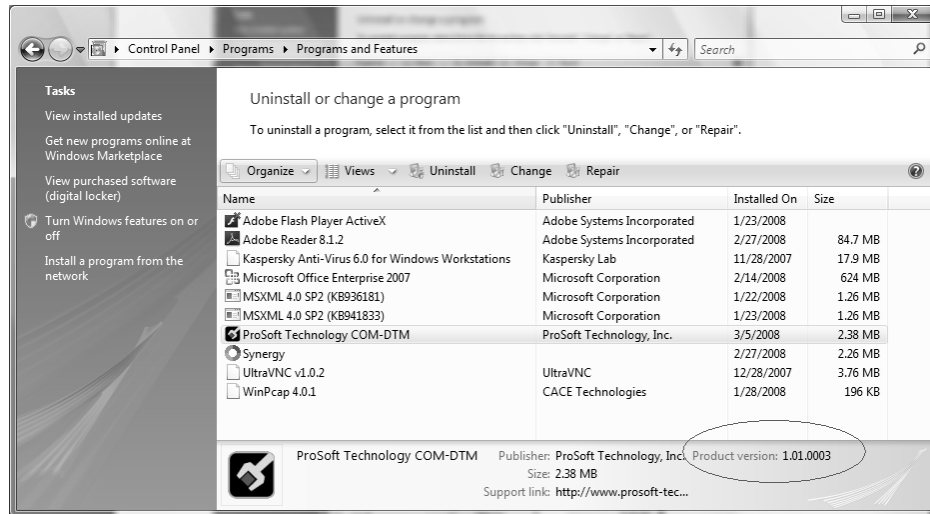 Control Panel ▸ Programs ▸ Programs and Features
Search
Tasks
View installed updates
Get new programs online at
Windows Marketplace
View purchased software
(digital locker)
Turn Windows features on or
off
Install a program from the
network
Uninstall or change a program
To uninstall a program, select it from the list and then click "Uninstall", "Change", or "Repair".
Organize Views Uninstall Change Repair
Name Publisher Installed On Size
Adobe Flash Player ActiveX Adobe Systems Incorporated 1/23/2008
Adobe Reader 8.1.2 Adobe Systems Incorporated 2/27/2008 84.7 MB
Kaspersky Anti-Virus 6.0 for Windows Workstations Kaspersky Lab 11/28/2007 17.9 MB
Microsoft Office Enterprise 2007 Microsoft Corporation 2/14/2008 624 MB
MSXML 4.0 SP2 (KB936181) Microsoft Corporation 1/22/2008 1.26 MB
MSXML 4.0 SP2 (KB941833) Microsoft Corporation 1/23/2008 1.26 MB
ProSoft Technology COM-DTM ProSoft Technology, Inc. 3/5/2008 2.38 MB
Synergy 2/27/2008 2.26 MB
UltraVNC v1.0.2 UltraVNC 12/28/2007 3.76 MB
WinPcap 4.0.1 CACE Technologies 1/28/2008 196 KB
ProSoft Technology COM-DTM Publisher: ProSoft Technology, Inc. Product version: 1.01.0003
Size: 2.38 MB
Support link: http://www.prosoft-tec...